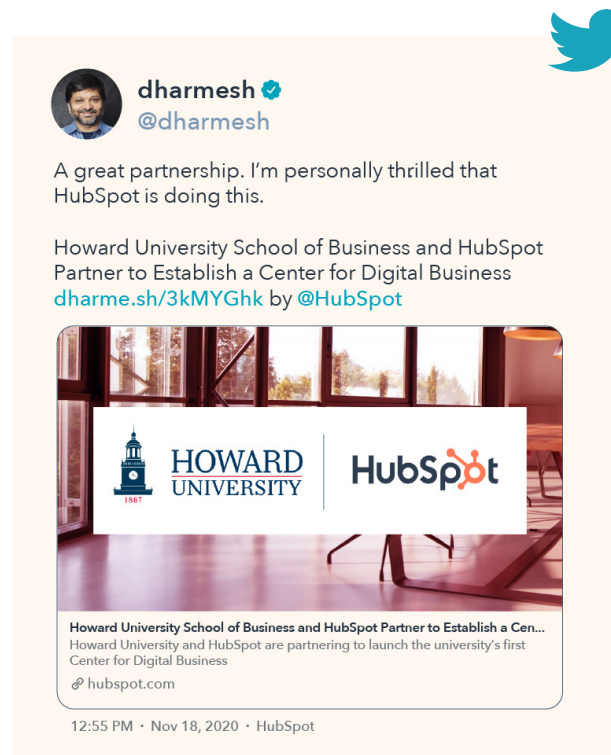 dharmesh
@dharmesh
A great partnership. I’m personally thrilled that
HubSpot is doing this.
Howard University School of Business and HubSpot
Partner to Establish a Center for Digital Business
dharme.sh/3kMYGhk by @HubSpot
HOWARD
UNIVERSITY
1867
HubSpot
Howard University School of Business and HubSpot Partner to Establish a Cen...
Howard University and HubSpot are partnering to launch the university’s first
Center for Digital Business
hubspot.com
12:55 PM · Nov 18, 2020 · HubSpot